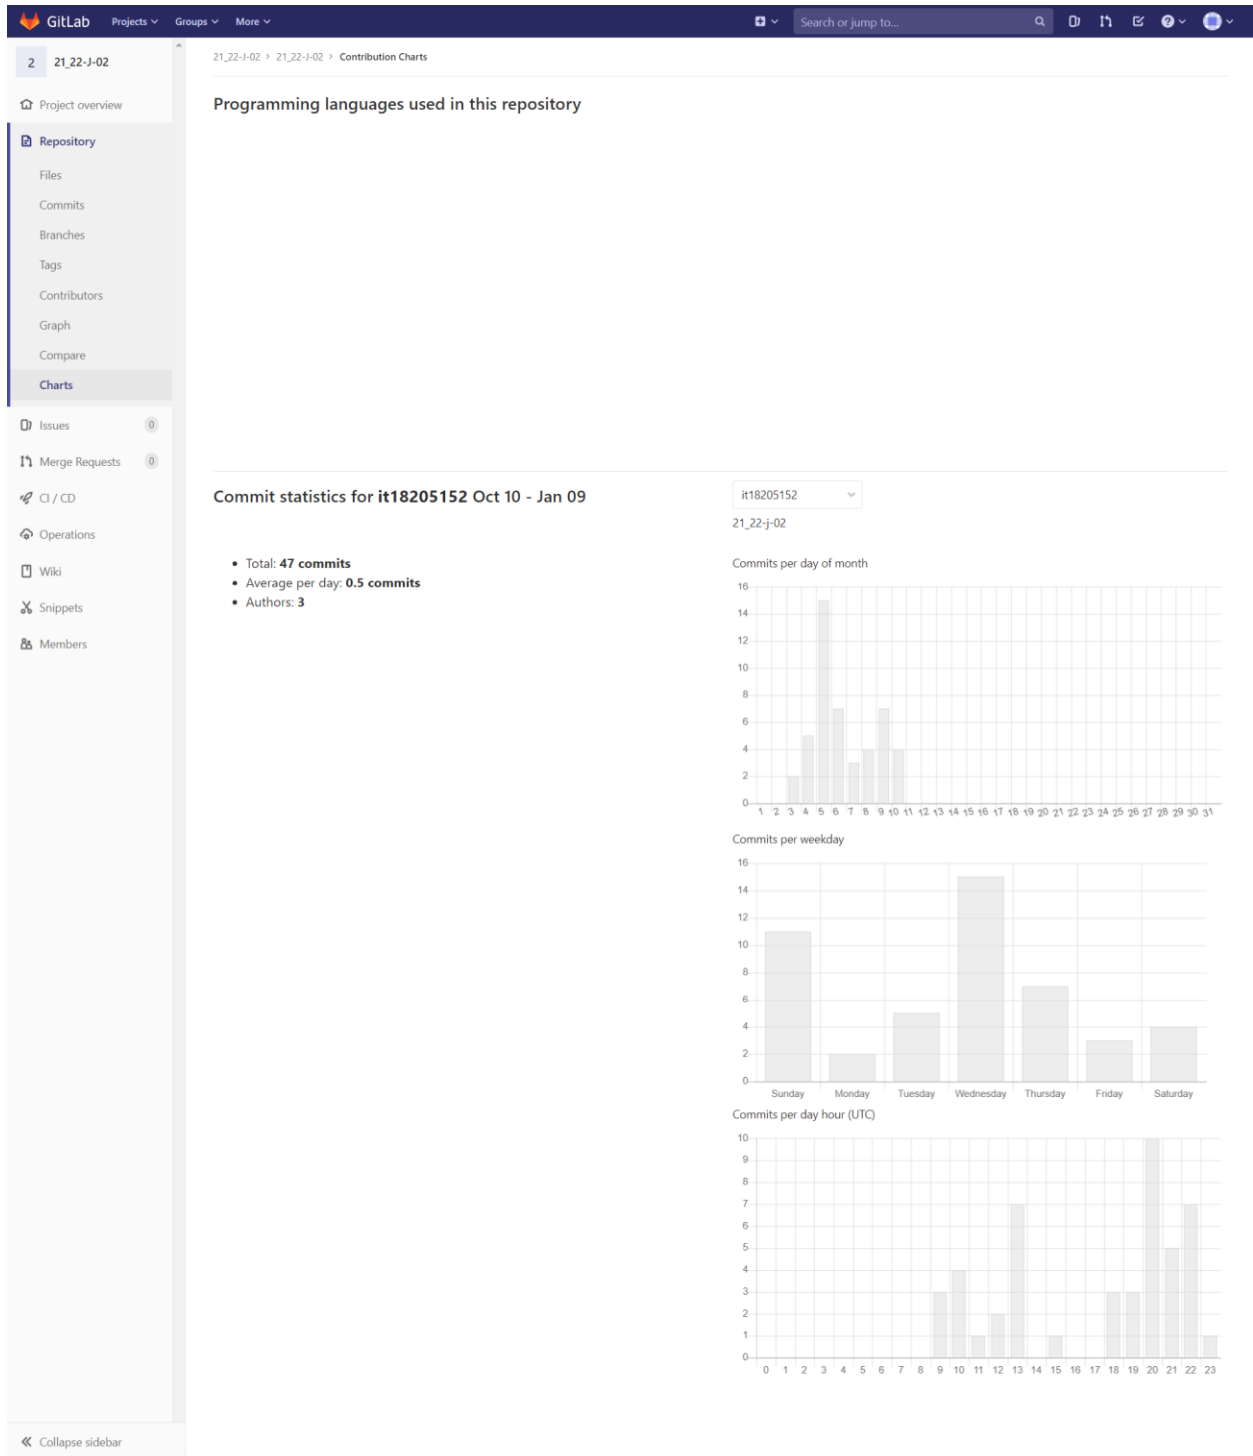 GitLab Projects Groups More Search or jump to...
2 21_22-J-02
21_22-J-02 > 21_22-J-02 > Contribution Charts
Project overview
Repository
Files
Commits
Branches
Tags
Contributors
Graph
Compare
Charts
Issues 0
Merge Requests 0
CI / CD
Operations
Wiki
Snippets
Members
Collapse sidebar
Programming languages used in this repository
Commit statistics for it18205152 Oct 10 - Jan 09
Total: 47 commits
Average per day: 0.5 commits
Authors: 3
it18205152
21_22-j-02
Commits per day of month
16
14
12
10
8
6
4
2
0
1 2 3 4 5 6 7 8 9 10 11 12 13 14 15 16 17 18 19 20 21 22 23 24 25 26 27 28 29 30 31
Commits per weekday
16
14
12
10
8
6
4
2
0
Sunday Monday Tuesday Wednesday Thursday Friday Saturday
Commits per day hour (UTC)
10
9
8
7
6
5
4
3
2
1
0
0 1 2 3 4 5 6 7 8 9 10 11 12 13 14 15 16 17 18 19 20 21 22 23